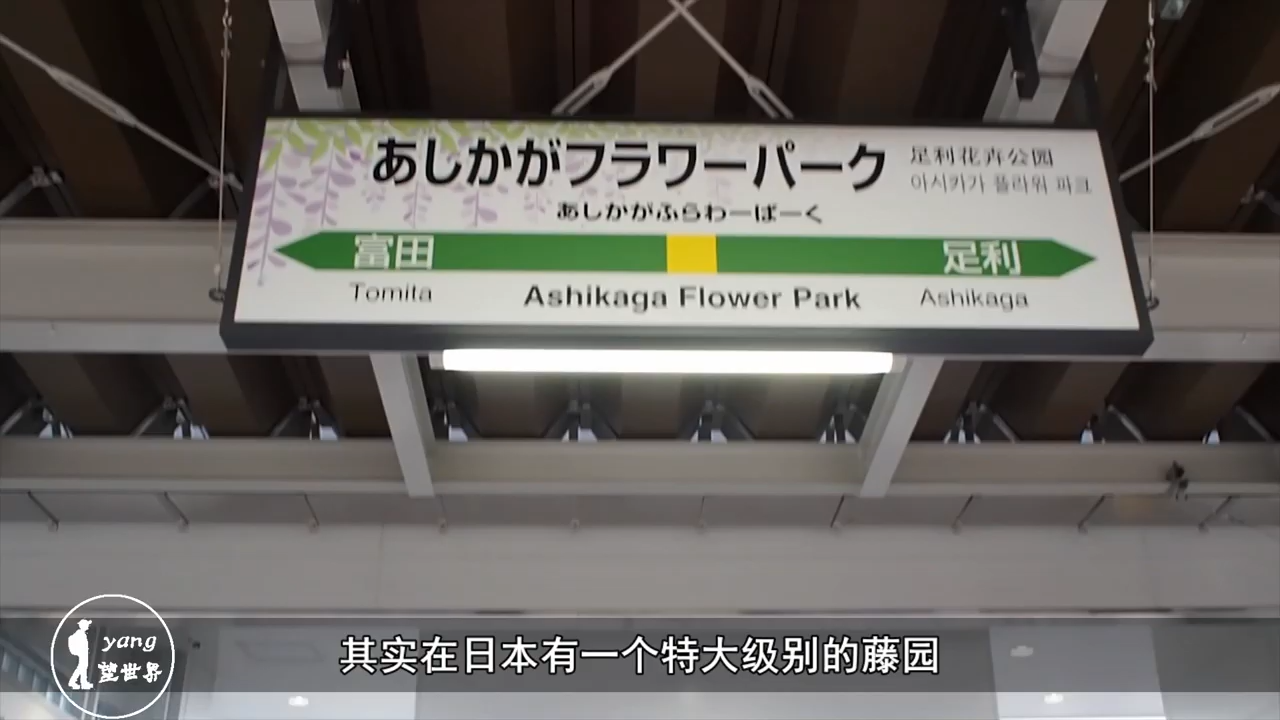 あしかがフラワーパーク
足利花卉公园
아시카가 플라워 파크
あしかがふらわーぱーく
富田
足利
Tomita
Ashikaga Flower Park
Ashikaga
yang
望世界
其实在日本有一个特大级别的藤园